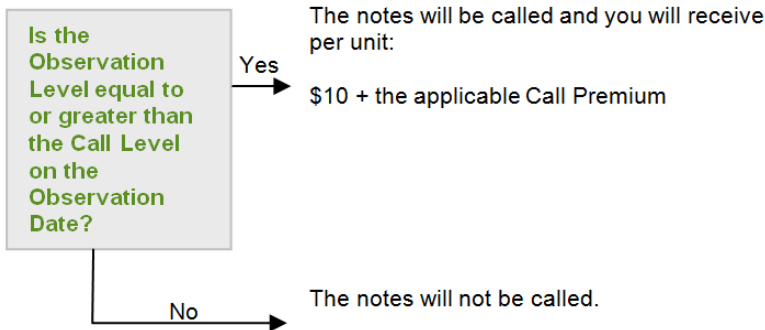 Is the
Observation
Level equal to
or greater than
the Call Level
on the
Observation
Date?
Yes
The notes will be called and you will receive
per unit:
$10 + the applicable Call Premium
No
The notes will not be called.